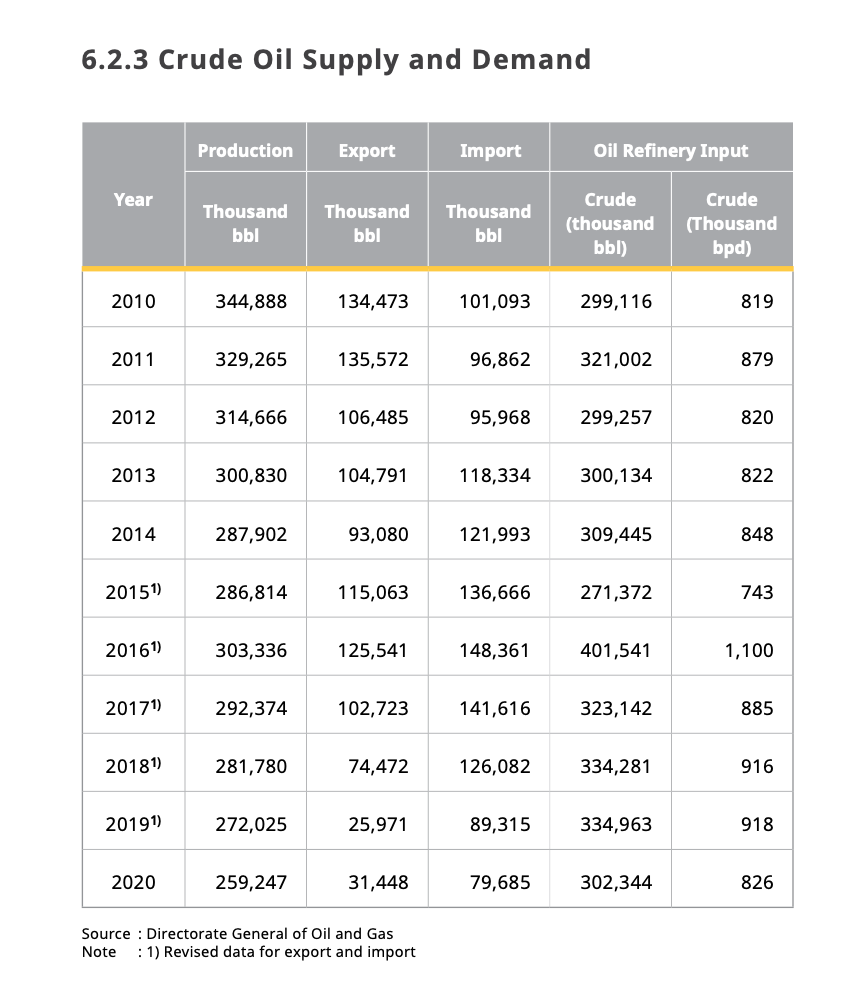 6.2.3 Crude Oil Supply and Demand
Year Production Export Import Oil Refinery Input
Thousand bbl Thousand bbl Thousand bbl Crude (thousand bbl) Crude (Thousand bpd)
2010 344,888 134,473 101,093 299,116 819
2011 329,265 135,572 96,862 321,002 879
2012 314,666 106,485 95,968 299,257 820
2013 300,830 104,791 118,334 300,134 822
2014 287,902 93,080 121,993 309,445 848
2015¹⁾ 286,814 115,063 136,666 271,372 743
2016¹⁾ 303,336 125,541 148,361 401,541 1,100
2017¹⁾ 292,374 102,723 141,616 323,142 885
2018¹⁾ 281,780 74,472 126,082 334,281 916
2019¹⁾ 272,025 25,971 89,315 334,963 918
2020 259,247 31,448 79,685 302,344 826
Source : Directorate General of Oil and Gas
Note : 1) Revised data for export and import